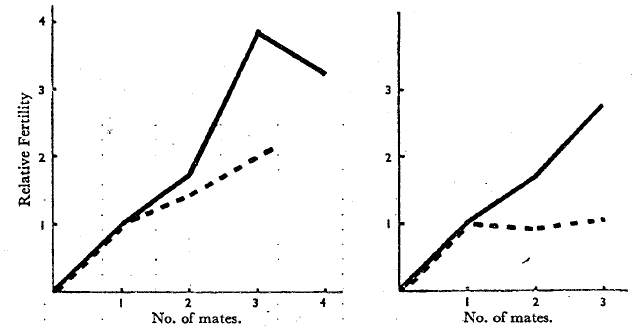 4
3
2
1
Relative Fertility
1 2 3 4
No. of mates.
3
2
1
1 2 3
No. of mates.